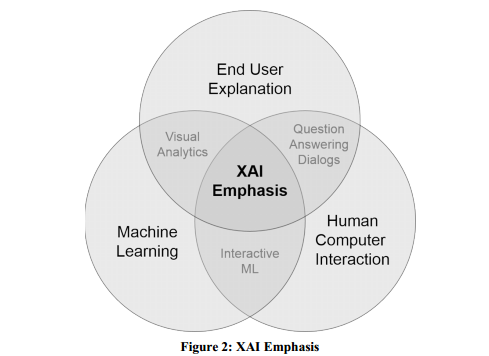 End User
Explanation
Visual
Analytics
Question
Answering
Dialogs
XAI
Emphasis
Machine
Learning
Human
Computer
Interaction
Interactive
ML
Figure 2: XAI Emphasis